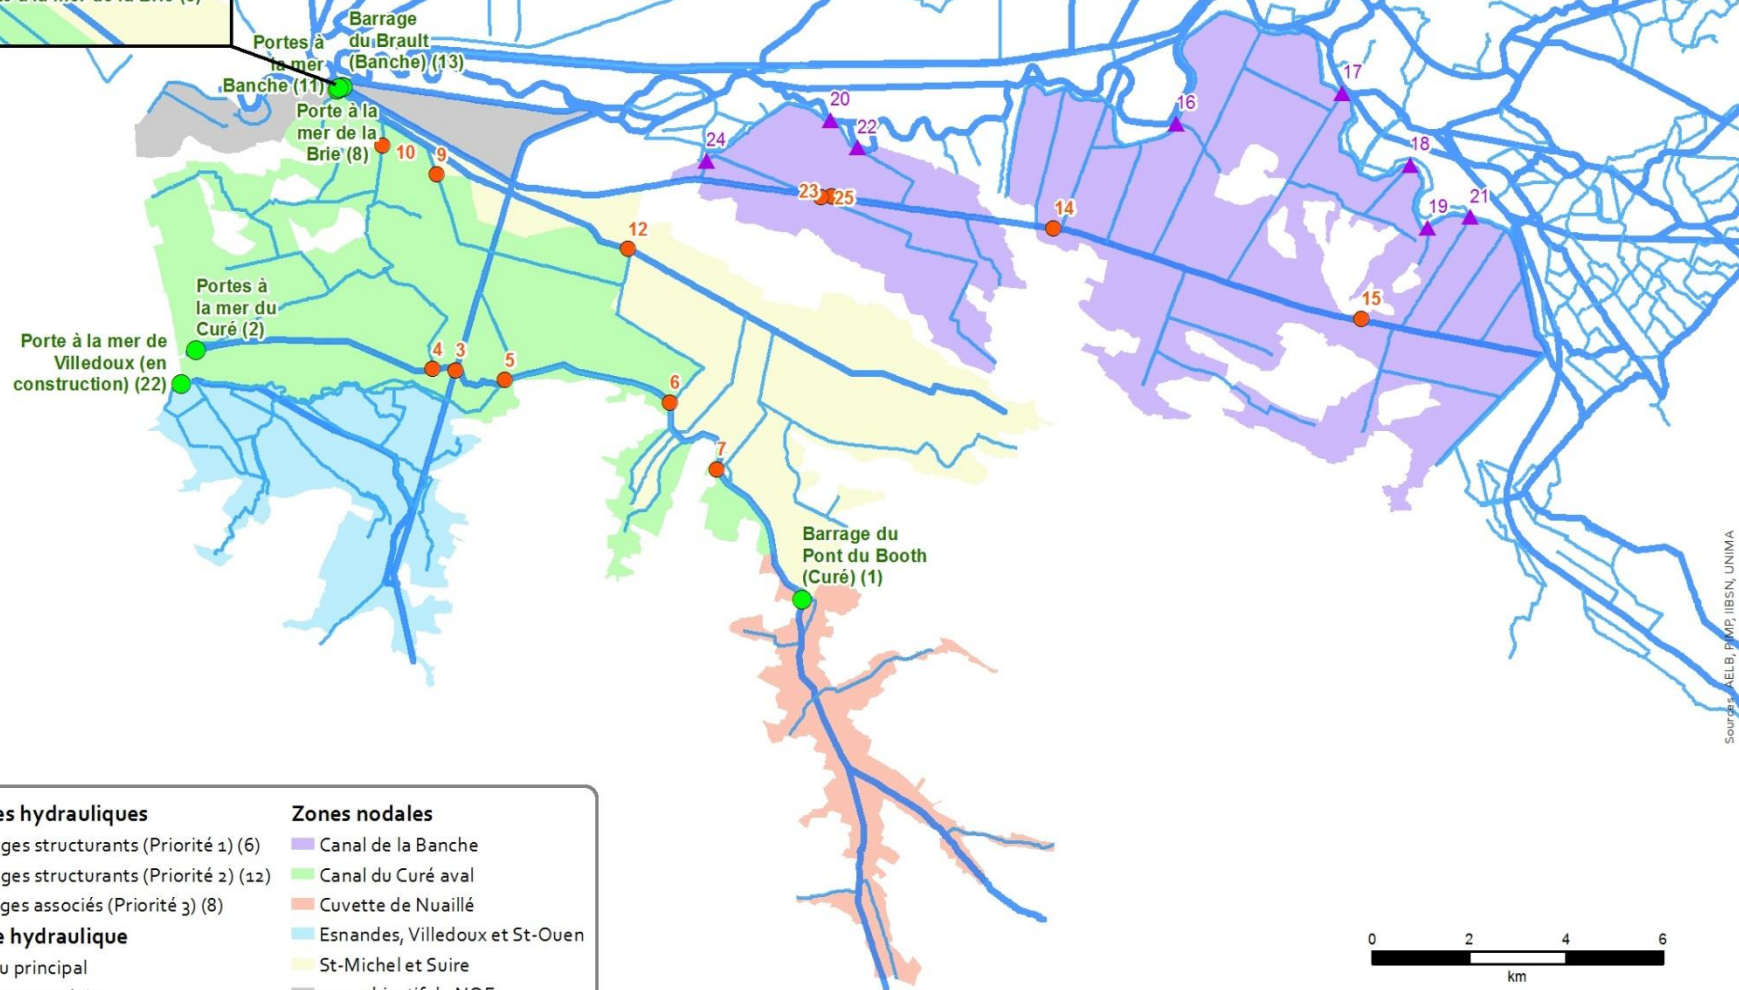 Barrage
du Brault
(Banche) (13)
Portes à
la mer
Banche (11)
Porte à la
mer de la
Brie (8)
10
9
20
22
24
16
17
18
19
21
23
25
14
12
15
Portes à
la mer du
Curé (2)
Porte à la mer de
Villedoux (en
construction) (22)
4
3
5
6
7
Barrage du
Pont du Booth
(Curé) (1)
es hydrauliques
ges structurants (Priorité 1) (6)
ges structurants (Priorité 2) (12)
ges associés (Priorité 3) (8)
e hydraulique
u principal
Zones nodales
Canal de la Banche
Canal du Curé aval
Cuvette de Nuaillé
Esnandes, Villedoux et St-Ouen
St-Michel et Suire
0 2 4 6
km
AELB, PIMP, IIBSN, UNIMA